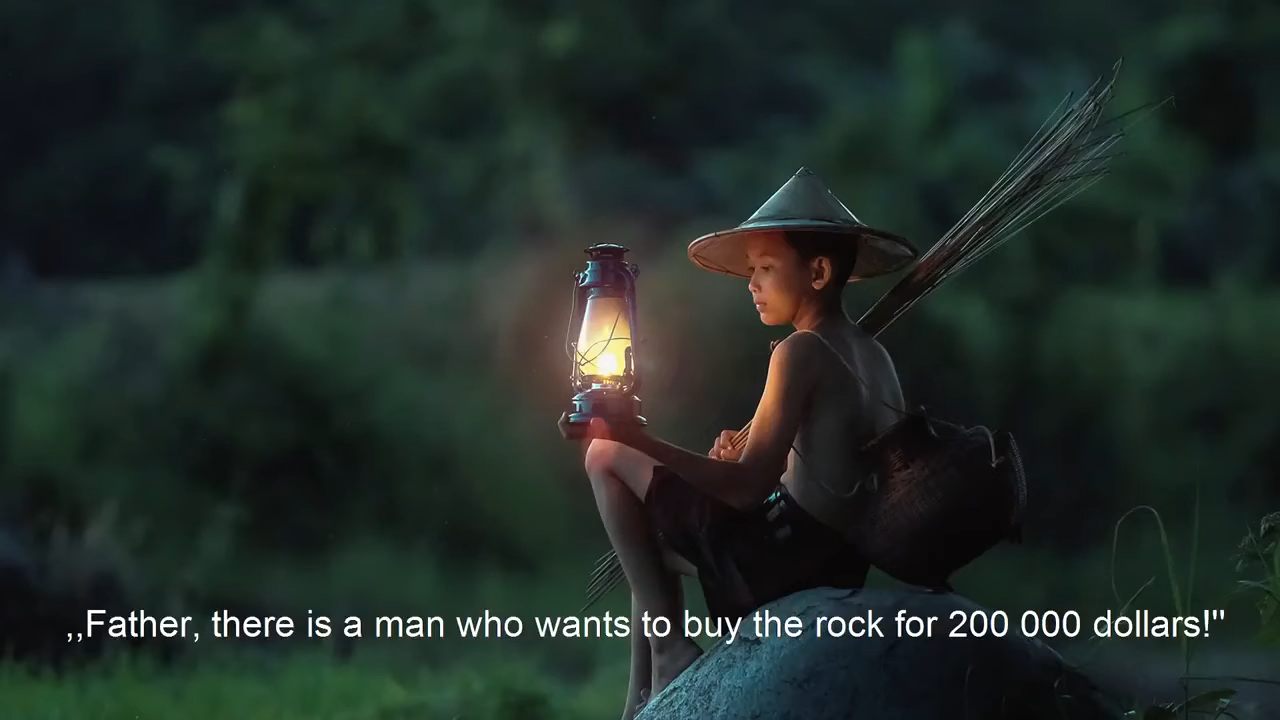 ,,Father, there is a man who wants to buy the rock for 200 000 dollars!"